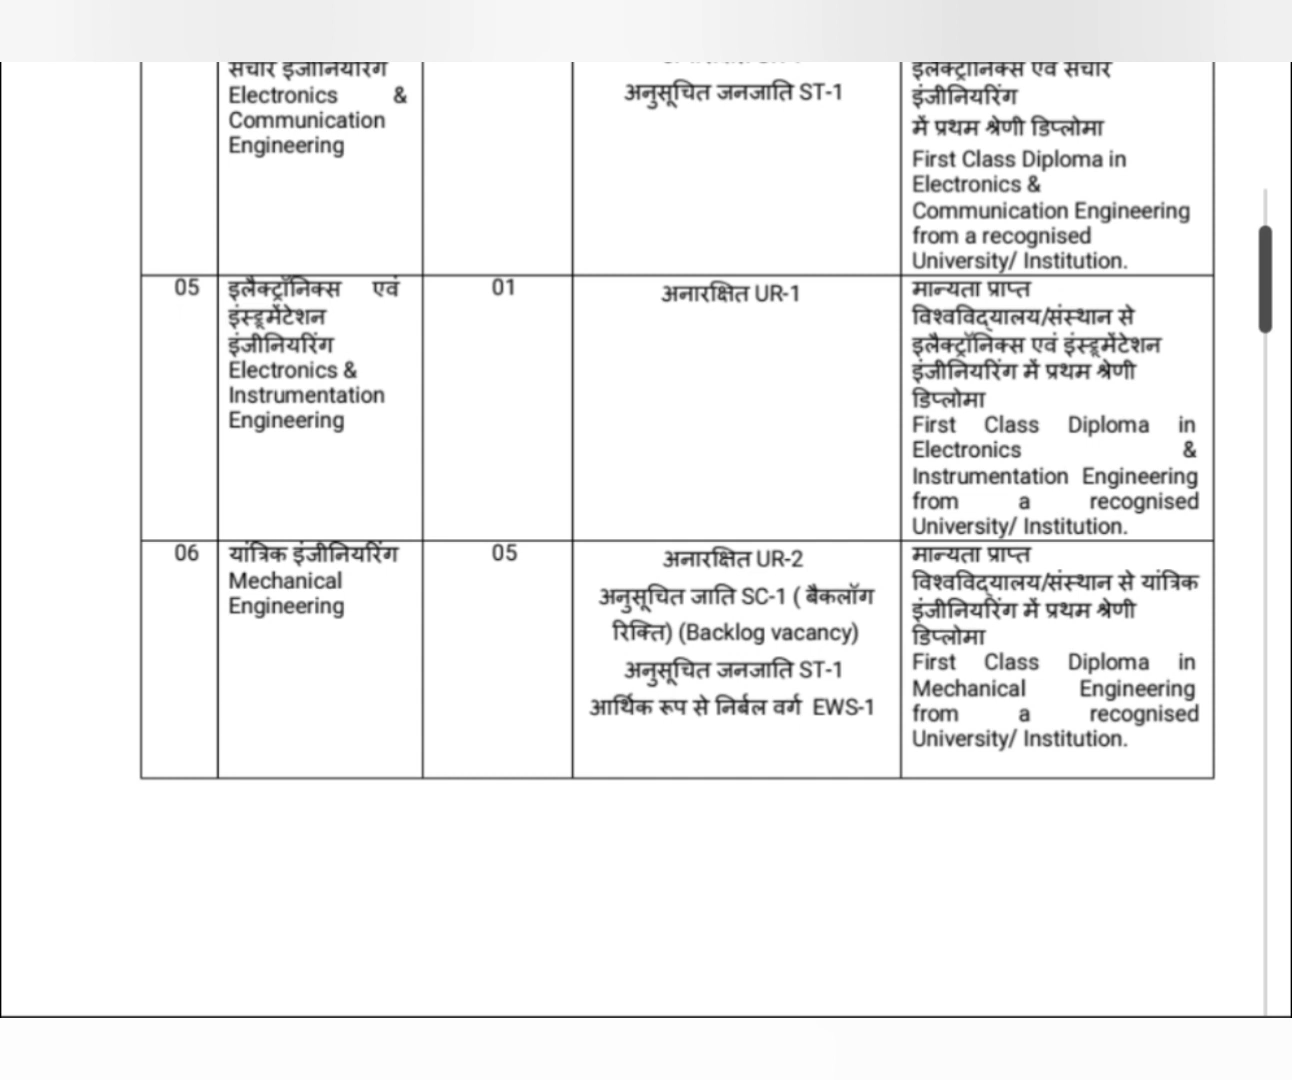 संचार इंजीनियरिंग
Electronics &
Communication
Engineering
अनुसूचित जनजाति ST-1
इलैक्ट्रॉनिक्स एवं संचार
इंजीनियरिंग
में प्रथम श्रेणी डिप्लोमा
First Class Diploma in
Electronics &
Communication Engineering
from a recognised
University/ Institution.
05
इलैक्ट्रॉनिक्स एवं
इंस्ट्रूमेंटेशन
इंजीनियरिंग
Electronics &
Instrumentation
Engineering
01
अनारक्षित UR-1
मान्यता प्राप्त
विश्वविद्यालय/संस्थान से
इलैक्ट्रॉनिक्स एवं इंस्ट्रूमेंटेशन
इंजीनियरिंग में प्रथम श्रेणी
डिप्लोमा
First Class Diploma in
Electronics &
Instrumentation Engineering
from a recognised
University/ Institution.
06
यांत्रिक इंजीनियरिंग
Mechanical
Engineering
05
अनारक्षित UR-2
अनुसूचित जाति SC-1 ( बैकलॉग
रिक्ति) (Backlog vacancy)
अनुसूचित जनजाति ST-1
आर्थिक रूप से निर्बल वर्ग EWS-1
मान्यता प्राप्त
विश्वविद्यालय/संस्थान से यांत्रिक
इंजीनियरिंग में प्रथम श्रेणी
डिप्लोमा
First Class Diploma in
Mechanical Engineering
from a recognised
University/ Institution.